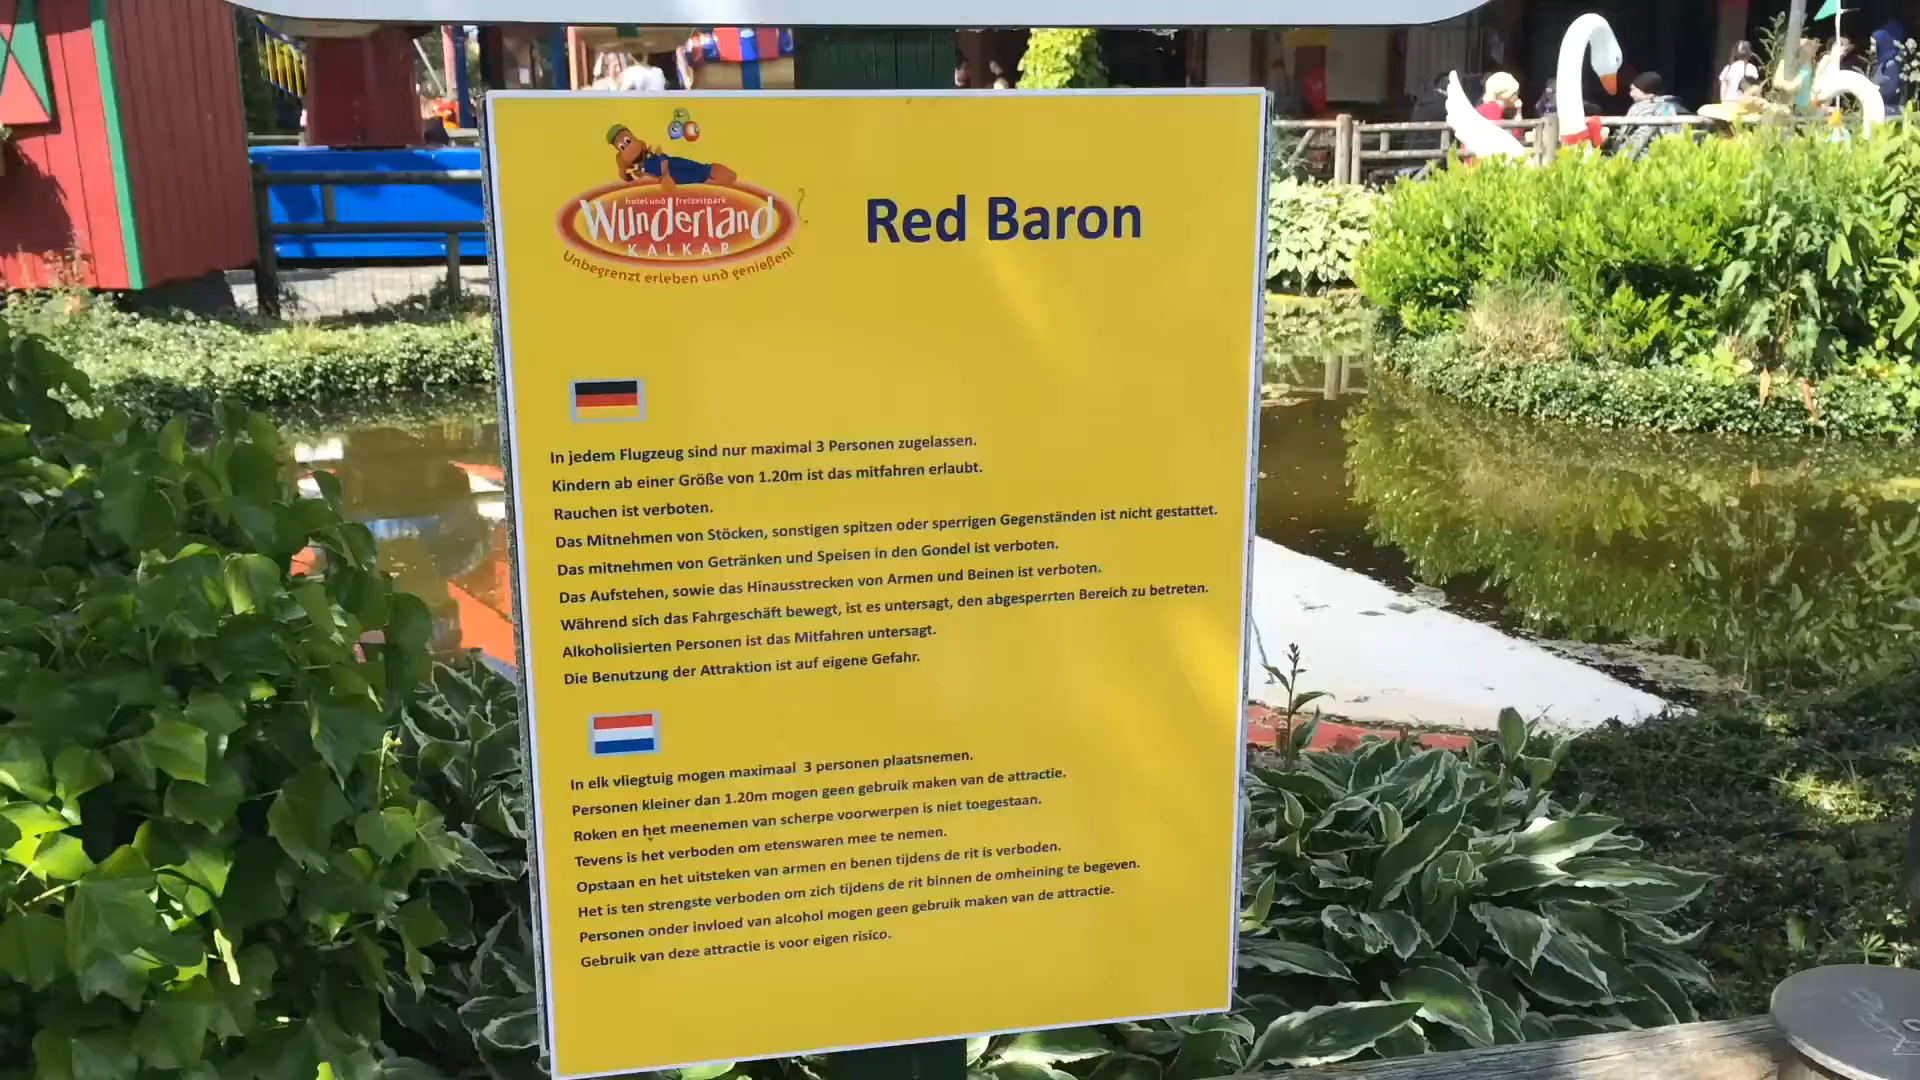 hotel und freizeitpark
Wunderland
KALKAR
Unbegrenzt erleben und genießen!
Red Baron
In jedem Flugzeug sind nur maximal 3 Personen zugelassen.
Kindern ab einer Größe von 1.20m ist das mitfahren erlaubt.
Rauchen ist verboten.
Das Mitnehmen von Stöcken, sonstigen spitzen oder sperrigen Gegenständen ist nicht gestattet.
Das mitnehmen von Getränken und Speisen in den Gondel ist verboten.
Das Aufstehen, sowie das Hinausstrecken von Armen und Beinen ist verboten.
Während sich das Fahrgeschäft bewegt, ist es untersagt, den abgesperrten Bereich zu betreten.
Alkoholisierten Personen ist das Mitfahren untersagt.
Die Benutzung der Attraktion ist auf eigene Gefahr.
In elk vliegtuig mogen maximaal 3 personen plaatsnemen.
Personen kleiner dan 1.20m mogen geen gebruik maken van de attractie.
Roken en het meenemen van scherpe voorwerpen is niet toegestaan.
Tevens is het verboden om etenswaren mee te nemen.
Opstaan en het uitsteken van armen en benen tijdens de rit is verboden.
Het is ten strengste verboden om zich tijdens de rit binnen de omheining te begeven.
Personen onder invloed van alcohol mogen geen gebruik maken van de attractie.
Gebruik van deze attractie is voor eigen risico.